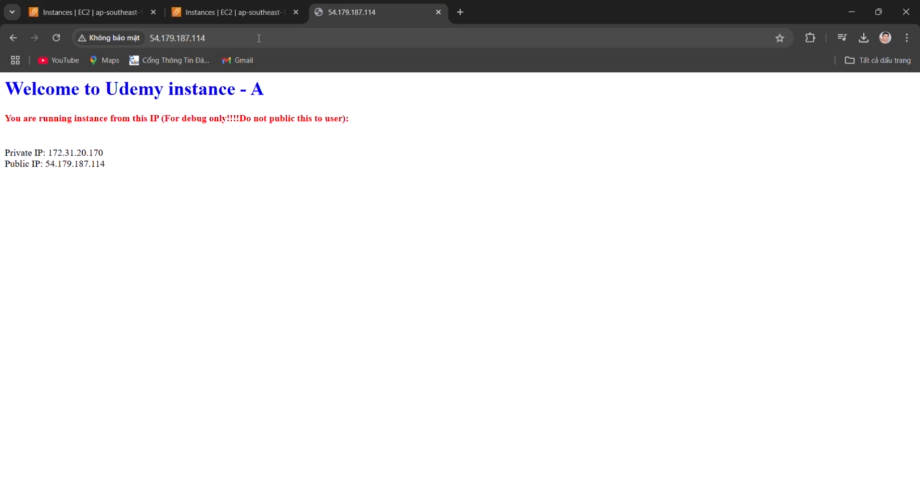 Instances | EC2 | ap-southeast-
Instances | EC2 | ap-southeast-
54.179.187.114
Không bảo mật
54.179.187.114
YouTube
Maps
Cổng Thông Tin Đà...
Gmail
Tất cả dấu trang
Welcome to Udemy instance - A
You are running instance from this IP (For debug only!!!!Do not public this to user):
Private IP: 172.31.20.170
Public IP: 54.179.187.114